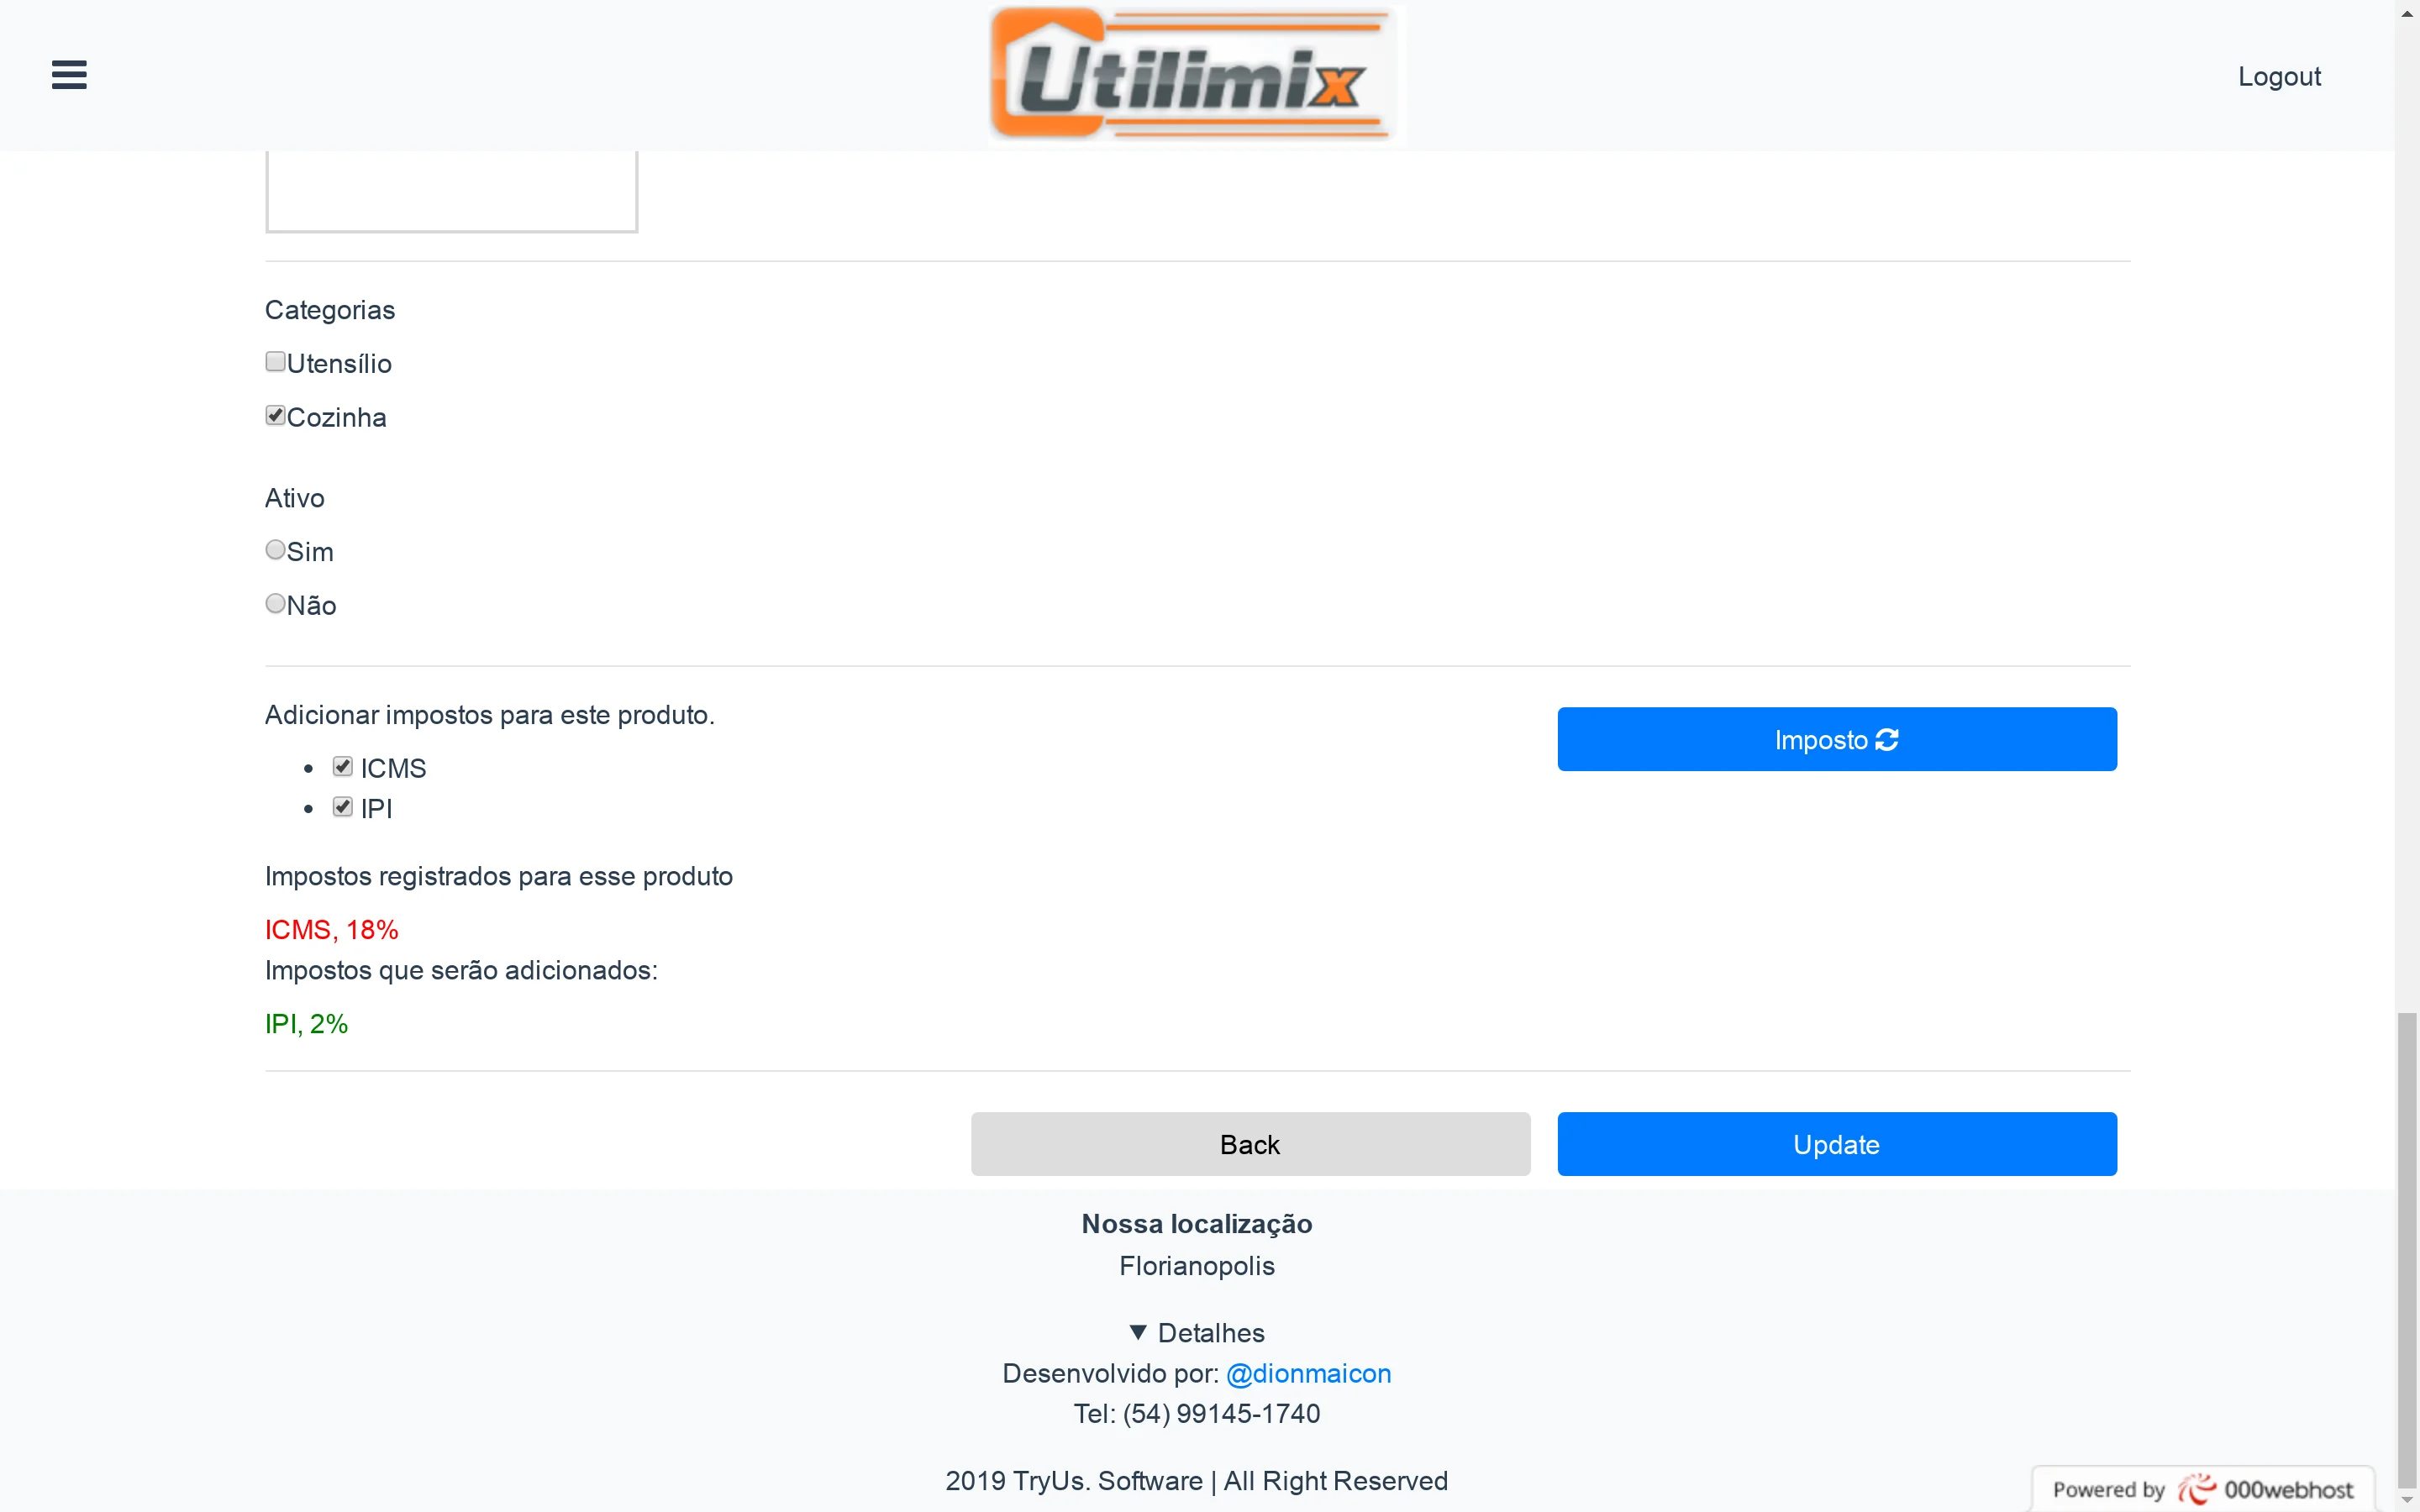 Utilimix
Logout
Categorias
Utensílio
Cozinha
Ativo
Sim
Não
Adicionar impostos para este produto.
Imposto
ICMS
IPI
Impostos registrados para esse produto
ICMS, 18%
Impostos que serão adicionados:
IPI, 2%
Back
Update
Nossa localização
Florianopolis
Detalhes
Desenvolvido por: @dionmaicon
Tel: (54) 99145-1740
2019 TryUs. Software | All Right Reserved
Powered by 000webhost